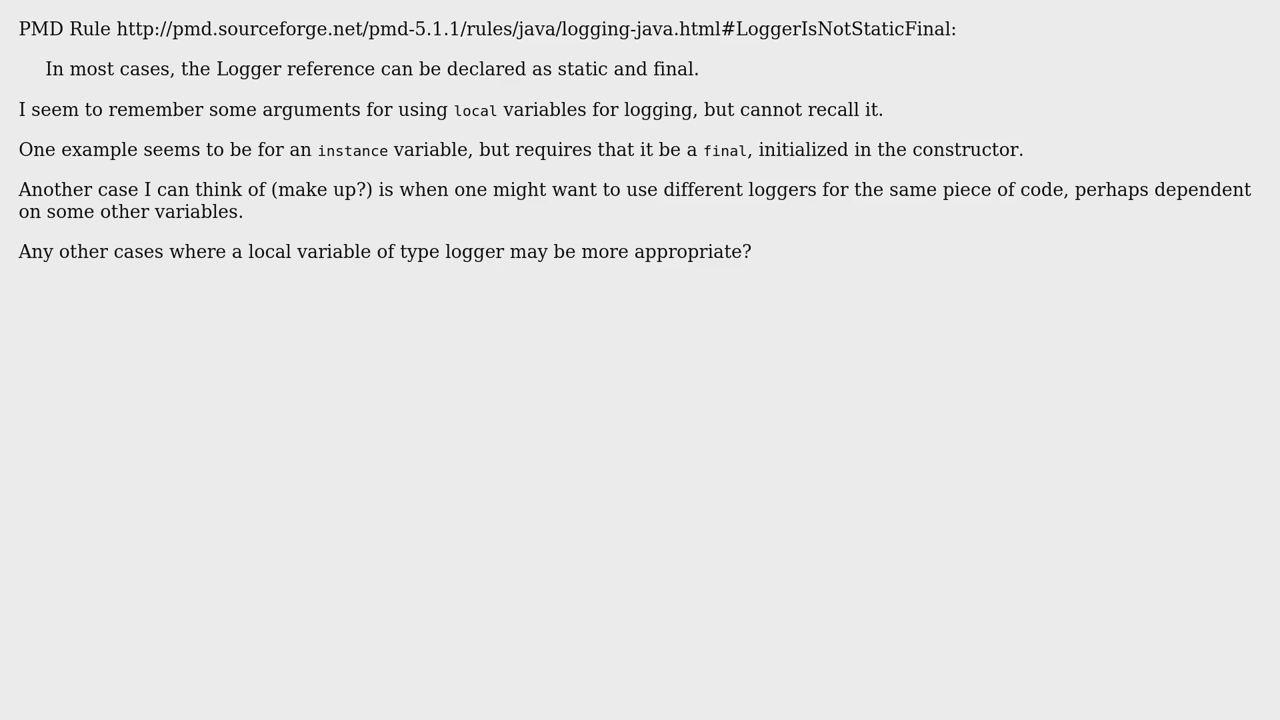 PMD Rule http://pmd.sourceforge.net/pmd-5.1.1/rules/java/logging-java.html#LoggerIsNotStaticFinal:
In most cases, the Logger reference can be declared as static and final.
I seem to remember some arguments for using local variables for logging, but cannot recall it.
One example seems to be for an instance variable, but requires that it be a final, initialized in the constructor.
Another case I can think of (make up?) is when one might want to use different loggers for the same piece of code, perhaps dependent
on some other variables.
Any other cases where a local variable of type logger may be more appropriate?